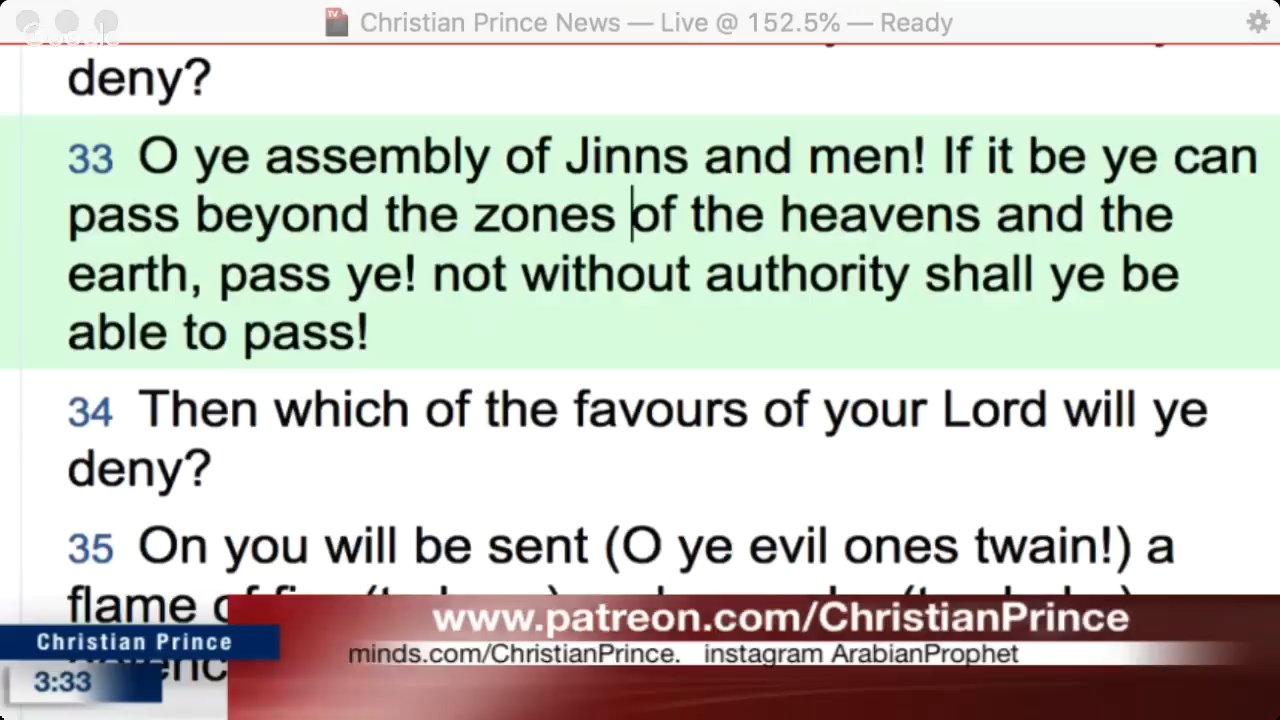 Christian Prince News — Live @ 152.5% — Ready
Google
deny?
33 O ye assembly of Jinns and men! If it be ye can
pass beyond the zones of the heavens and the
earth, pass ye! not without authority shall ye be
able to pass!
34 Then which of the favours of your Lord will ye
deny?
35 On you will be sent (O ye evil ones twain!) a
flame
www.patreon.com/ChristianPrince
Christian Prince
minds.com/ChristianPrince. instagram ArabianProphet
3:33